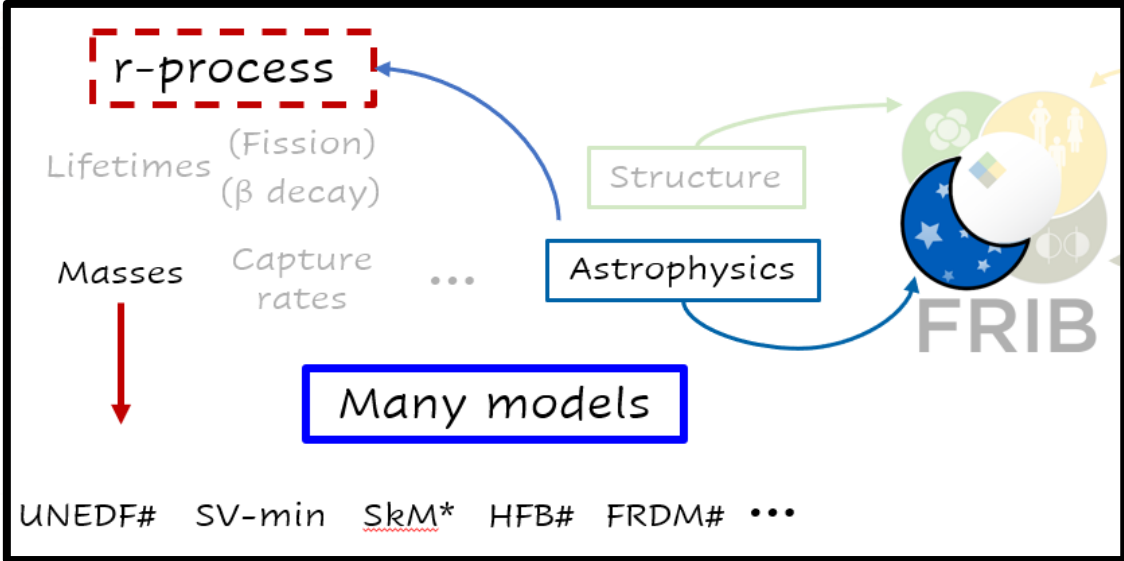 r-process
(Fission)
Lifetimes
(β decay)
Structure
Masses
Capture
rates
...
Astrophysics
FRIB
Many models
UNEDF# SV-min SkM* HFB# FRDM# ...